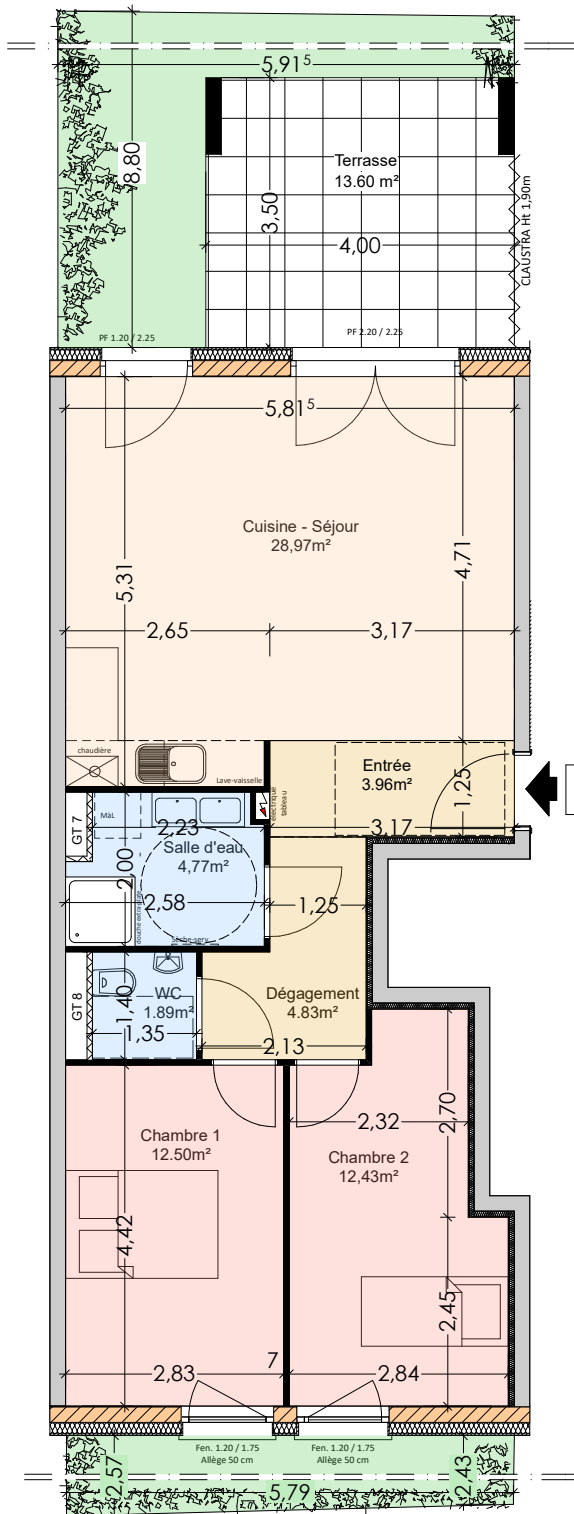 5,91⁵
8,80
Terrasse
13.60 m²
3,50
4,00
CLAUSTRA Ht 1,90m
PF 1.20 / 2.25
PF 2.20 / 2.25
5,81⁵
Cuisine - Séjour
28,97m²
5,31
4,71
2,65
3,17
chaudière
Lave-vaisselle
Entrée
3.96m²
1,25
électrique
tableau
3,17
GT 7
MàL
2,23
Salle d'eau
4,77m²
2,00
2,58
douche extra-plate
Sèche-serv.
1,25
GT 8
WC
1.89m²
1,40
1,35
Dégagement
4.83m²
2,13
Chambre 1
12.50m²
2,32
2,70
Chambre 2
12,43m²
4,42
2,45
7
2,83
2,84
Fen. 1.20 / 1.75
Allège 50 cm
Fen. 1.20 / 1.75
Allège 50 cm
2,57
5,79
2,43